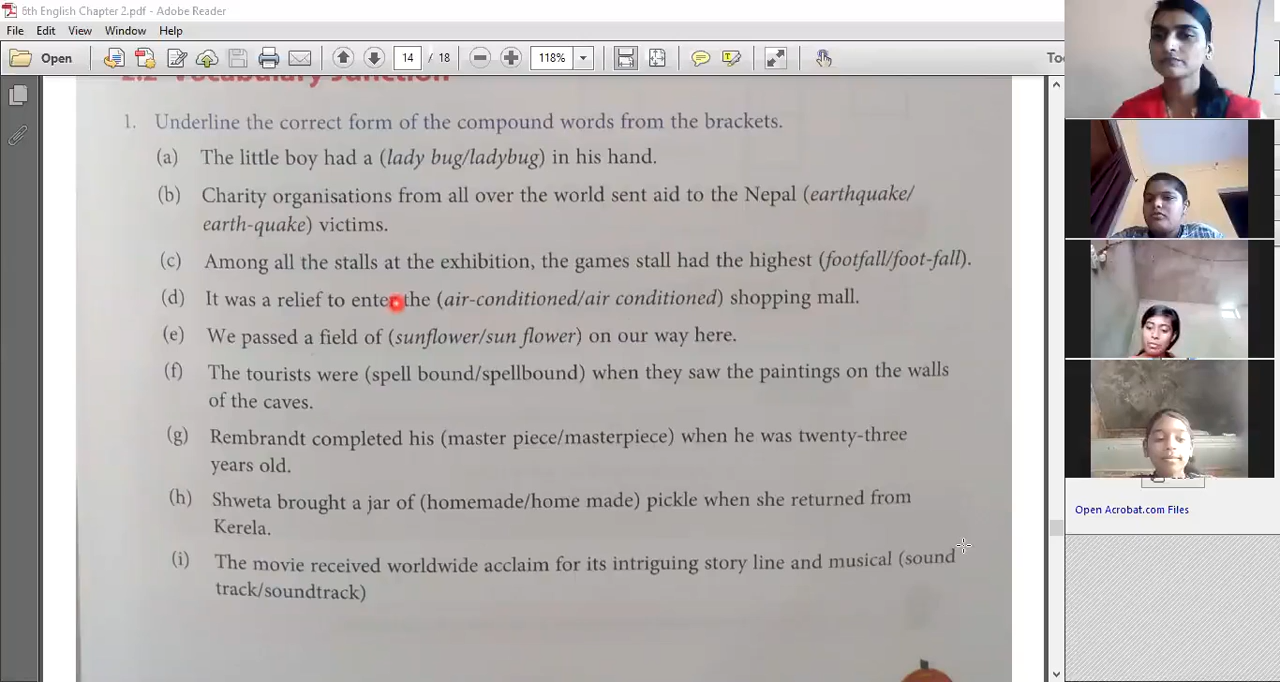 6th English Chapter 2.pdf - Adobe Reader
File Edit View Window Help
Open 14 / 18 118%
2.2 Vocabulary Junction
1. Underline the correct form of the compound words from the brackets.
(a) The little boy had a (lady bug/ladybug) in his hand.
(b) Charity organisations from all over the world sent aid to the Nepal (earthquake/
earth-quake) victims.
(c) Among all the stalls at the exhibition, the games stall had the highest (footfall/foot-fall).
(d) It was a relief to enter the (air-conditioned/air conditioned) shopping mall.
(e) We passed a field of (sunflower/sun flower) on our way here.
(f) The tourists were (spell bound/spellbound) when they saw the paintings on the walls
of the caves.
(g) Rembrandt completed his (master piece/masterpiece) when he was twenty-three
years old.
(h) Shweta brought a jar of (homemade/home made) pickle when she returned from
Kerela.
(i) The movie received worldwide acclaim for its intriguing story line and musical (sound
track/soundtrack)
Open Acrobat.com Files